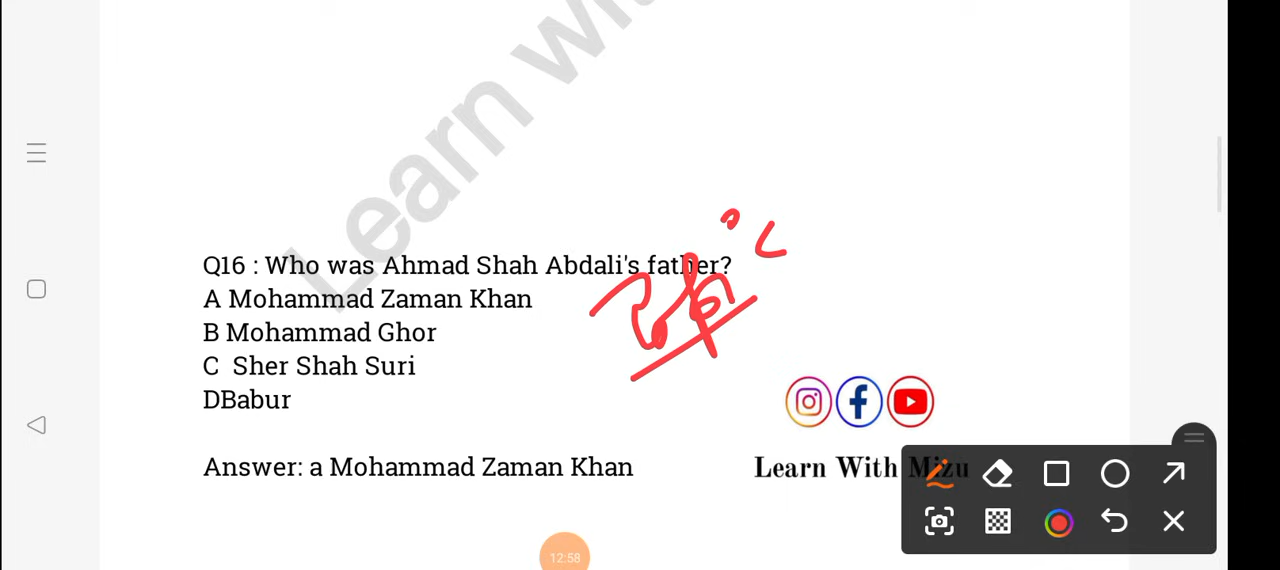 Learn wit
Q16 : Who was Ahmad Shah Abdali's father?
A Mohammad Zaman Khan
B Mohammad Ghor
C Sher Shah Suri
DBabur
Answer: a Mohammad Zaman Khan
Learn With Mizu
12:58